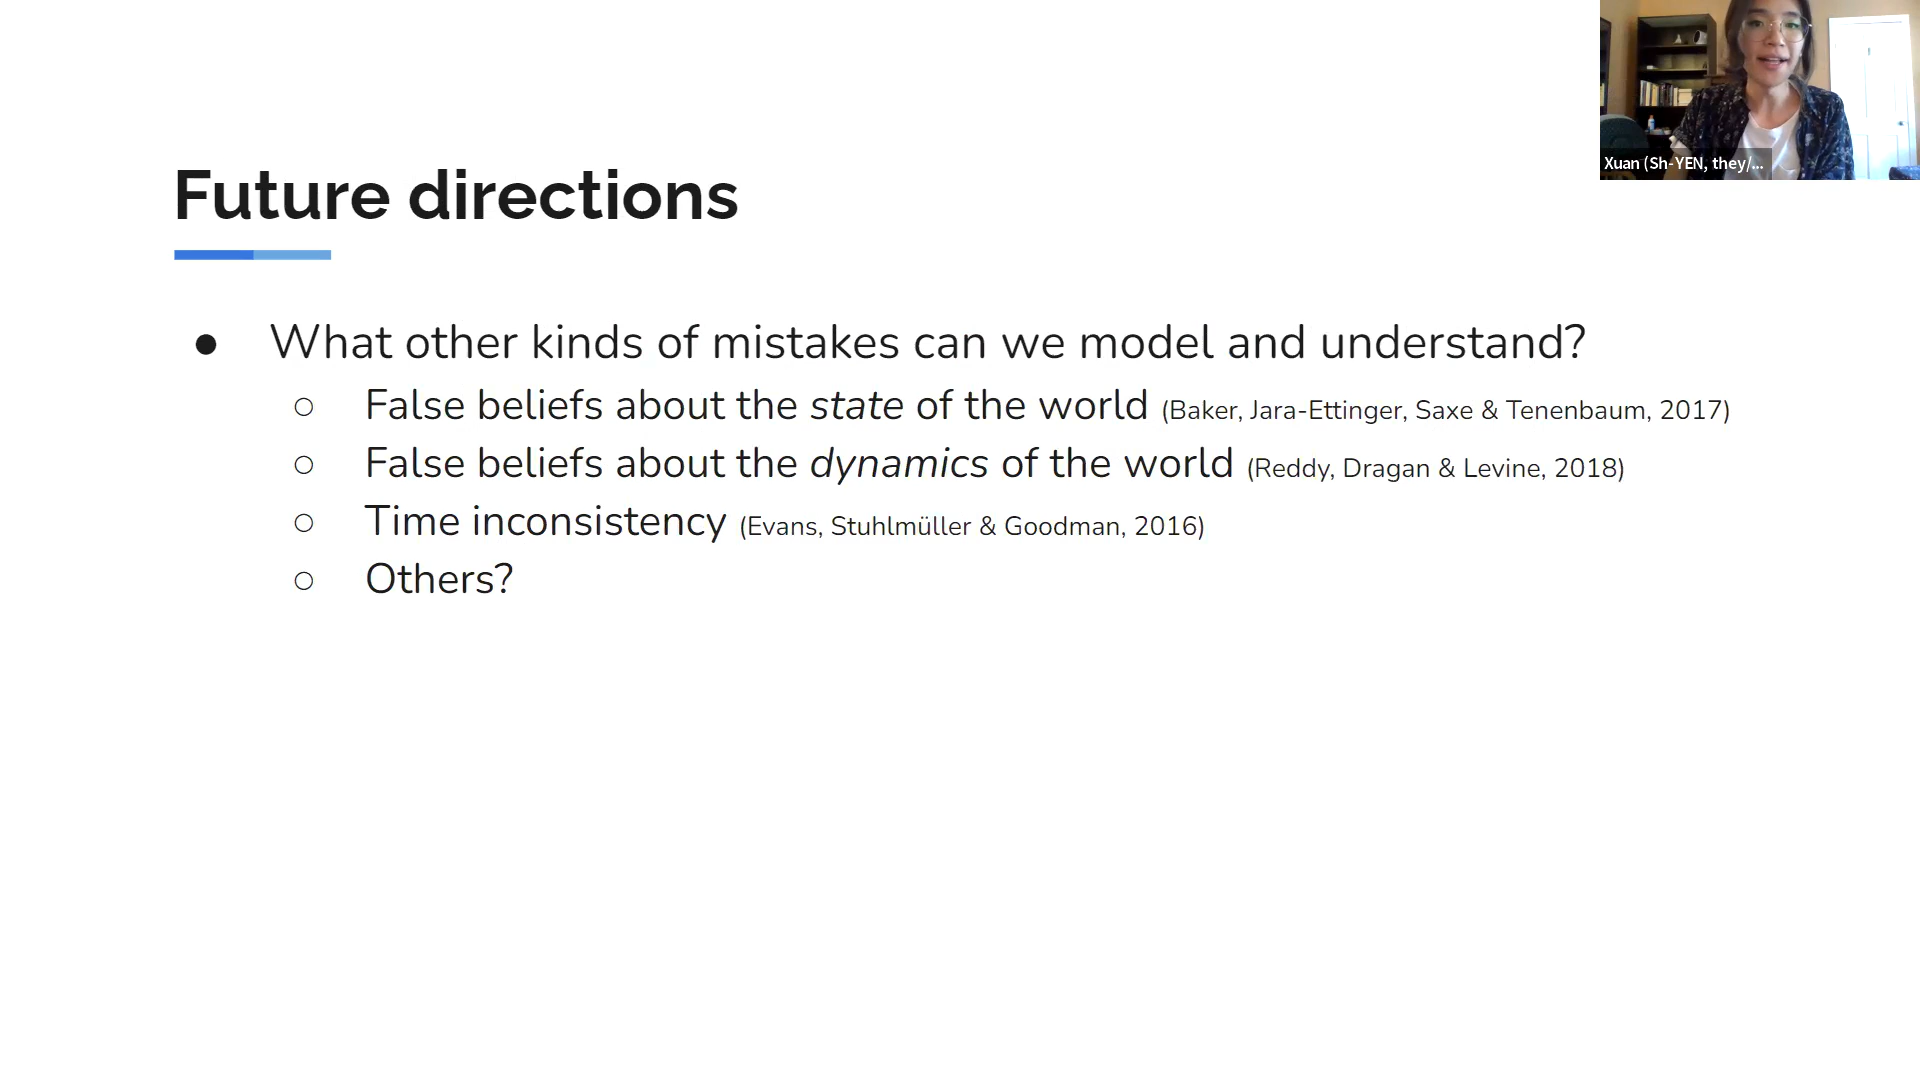 Xuan (Sh-YEN, they/...
Future directions
● What other kinds of mistakes can we model and understand?
○ False beliefs about the state of the world (Baker, Jara-Ettinger, Saxe & Tenenbaum, 2017)
○ False beliefs about the dynamics of the world (Reddy, Dragan & Levine, 2018)
○ Time inconsistency (Evans, Stuhlmüller & Goodman, 2016)
○ Others?